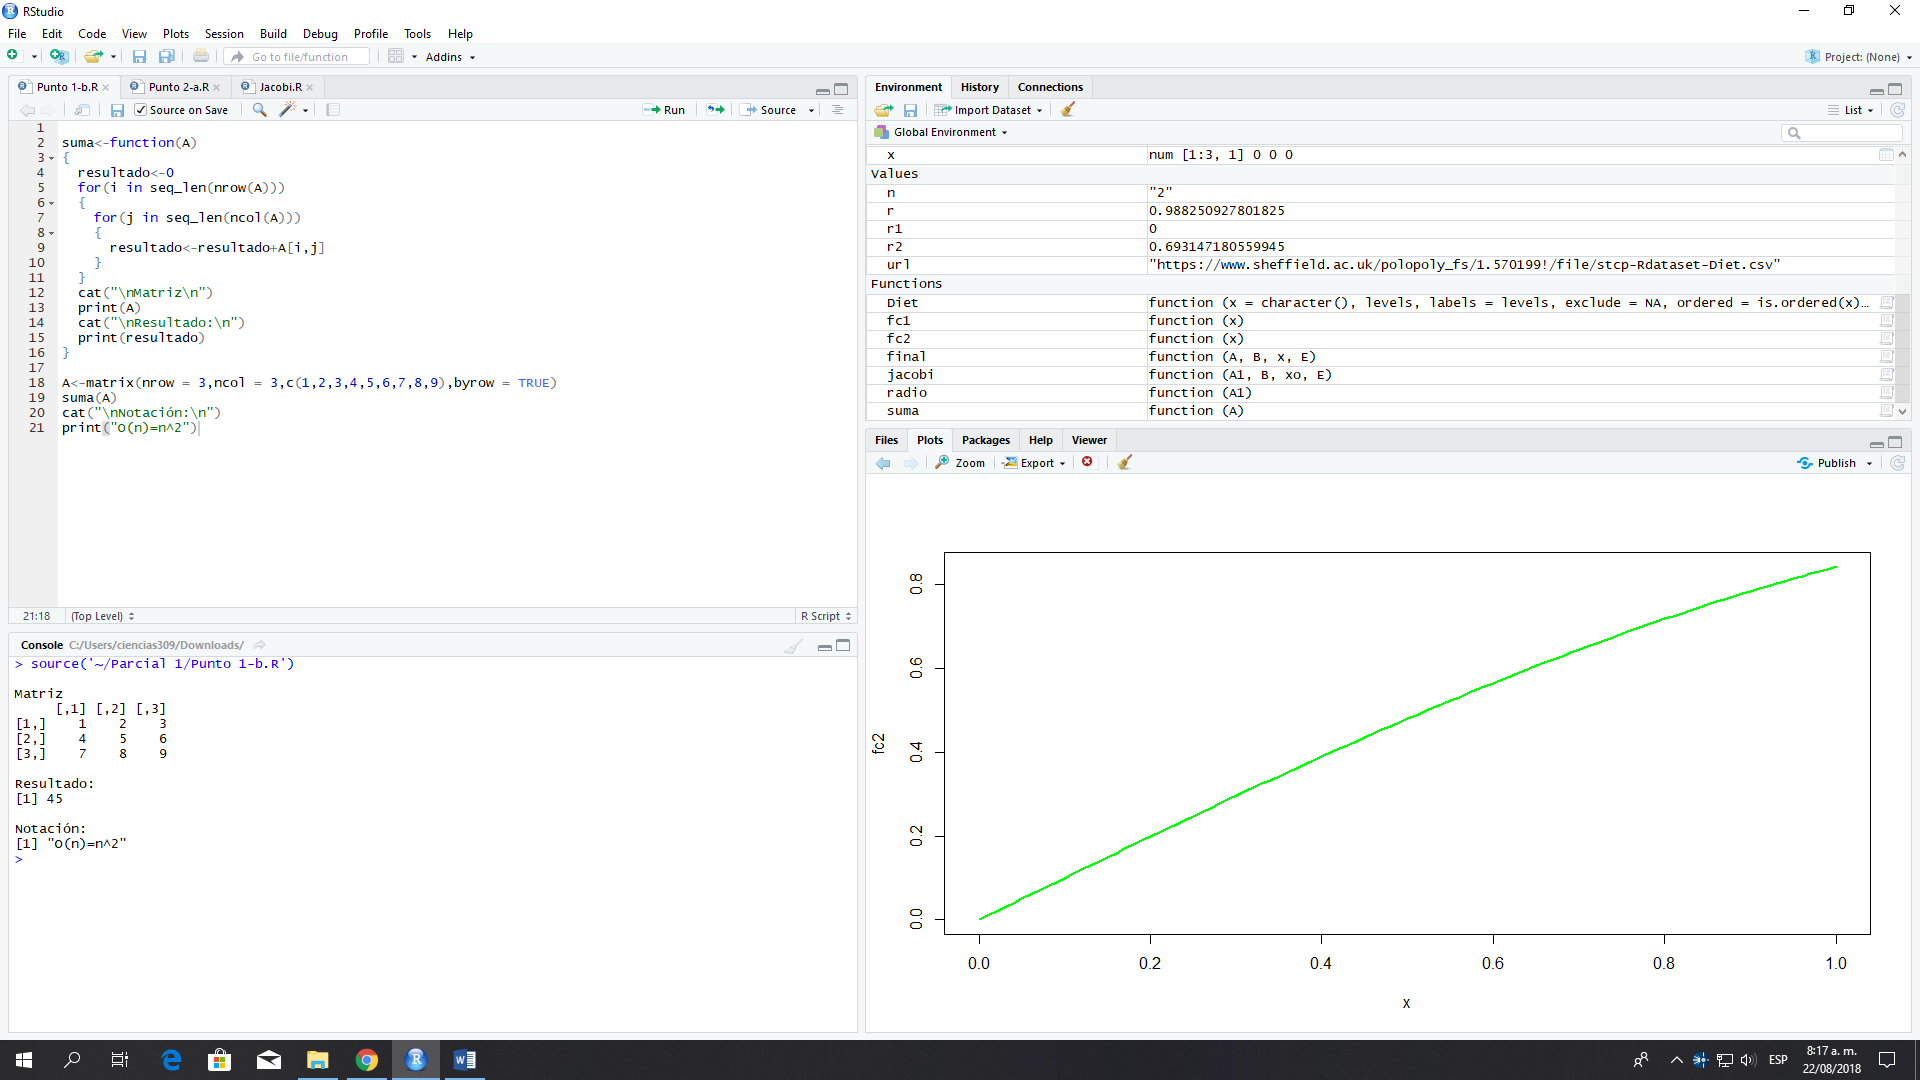 RStudio
File Edit Code View Plots Session Build Debug Profile Tools Help
Go to file/function Addins Project: (None)
Punto 1-b.R Punto 2-a.R Jacobi.R
Source on Save Run Source
1
2 suma<-function(A)
3 {
4   resultado<-0
5   for(i in seq_len(nrow(A)))
6   {
7     for(j in seq_len(ncol(A)))
8     {
9       resultado<-resultado+A[i,j]
10     }
11   }
12   cat("\nMatriz\n")
13   print(A)
14   cat("\nResultado:\n")
15   print(resultado)
16 }
17
18 A<-matrix(nrow = 3,ncol = 3,c(1,2,3,4,5,6,7,8,9),byrow = TRUE)
19 suma(A)
20 cat("\nNotación:\n")
21 print("O(n)=n^2")
21:18 (Top Level) R Script
Console C:/Users/ciencias309/Downloads/
> source('~/Parcial 1/Punto 1-b.R')
Matriz
     [,1] [,2] [,3]
[1,]    1    2    3
[2,]    4    5    6
[3,]    7    8    9
Resultado:
[1] 45
Notación:
[1] "O(n)=n^2"
>
Environment History Connections
Import Dataset List
Global Environment
x num [1:3, 1] 0 0 0
Values
n "2"
r 0.988250927801825
r1 0
r2 0.693147180559945
url "https://www.sheffield.ac.uk/polopoly_fs/1.570199!/file/stcp-Rdataset-Diet.csv"
Functions
Diet function (x = character(), levels, labels = levels, exclude = NA, ordered = is.ordered(x)…
fc1 function (x)
fc2 function (x)
final function (A, B, x, E)
jacobi function (A1, B, xo, E)
radio function (A1)
suma function (A)
Files Plots Packages Help Viewer
Zoom Export Publish
0.8
0.6
0.4
0.2
0.0
fc2
0.0 0.2 0.4 0.6 0.8 1.0
x
ESP
8:17 a. m.
22/08/2018